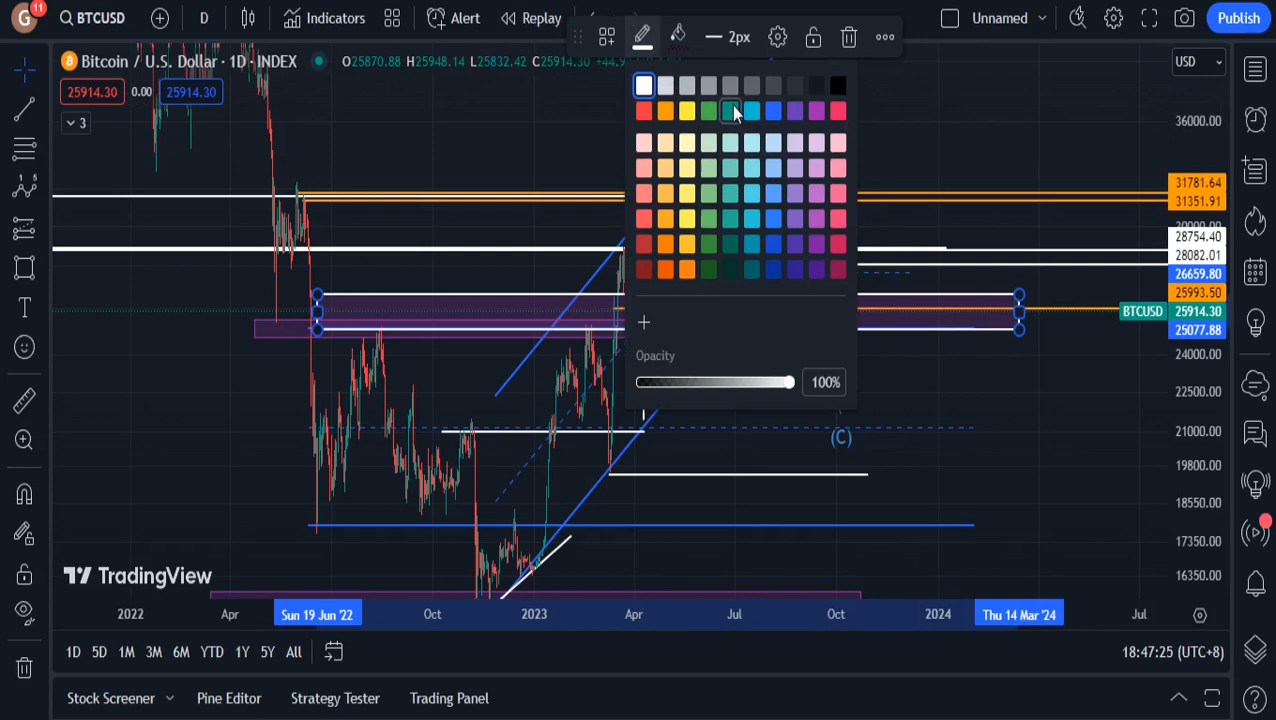 G 11 BTCUSD D Indicators Alert Replay 2px Unnamed Publish
Bitcoin / U.S. Dollar · 1D · INDEX O25870.88 H25948.14 L25832.42 C25914.30
USD
25914.30 0.00 25914.30
3
36000.00
31781.64
31351.91
28754.40
28082.01
26659.80
25993.50
BTCUSD 25914.30
25077.88
24000.00
22500.00
21000.00
19800.00
18550.00
17350.00
16350.00
Opacity
100%
(C)
TradingView
2022 Apr Sun 19 Jun '22 Oct 2023 Apr Jul Oct 2024 Thu 14 Mar '24 Jul
1D 5D 1M 3M 6M YTD 1Y 5Y All 18:47:25 (UTC+8)
Stock Screener Pine Editor Strategy Tester Trading Panel